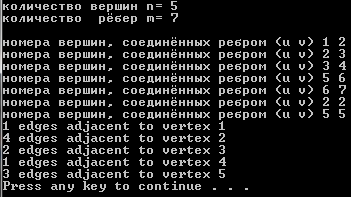 количество вершин n= 5
количество  рёбер m= 7
номера вершин, соединённых ребром (u v) 1 2
номера вершин, соединённых ребром (u v) 2 3
номера вершин, соединённых ребром (u v) 3 4
номера вершин, соединённых ребром (u v) 5 6
номера вершин, соединённых ребром (u v) 6 7
номера вершин, соединённых ребром (u v) 2 2
номера вершин, соединённых ребром (u v) 5 5
1 edges adjacent to vertex 1
4 edges adjacent to vertex 2
2 edges adjacent to vertex 3
1 edges adjacent to vertex 4
3 edges adjacent to vertex 5
Press any key to continue . . .